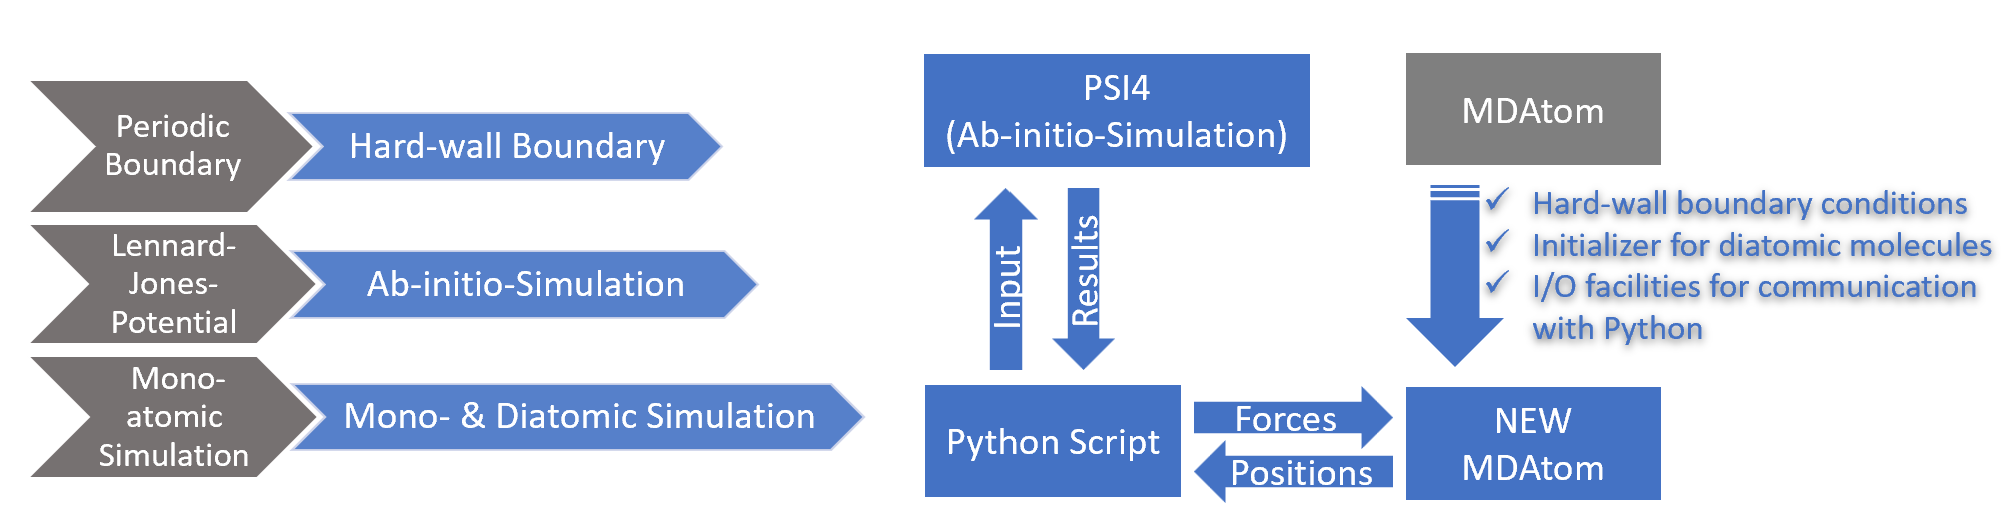 Periodic
Boundary
Hard-wall Boundary
Lennard-
Jones-
Potential
Ab-initio-Simulation
Mono-
atomic
Simulation
Mono- & Diatomic Simulation
PSI4
(Ab-initio-Simulation)
Input
Results
Python Script
Forces
Positions
MDAtom
✓ Hard-wall boundary conditions
✓ Initializer for diatomic molecules
✓ I/O facilities for communication
with Python
NEW
MDAtom